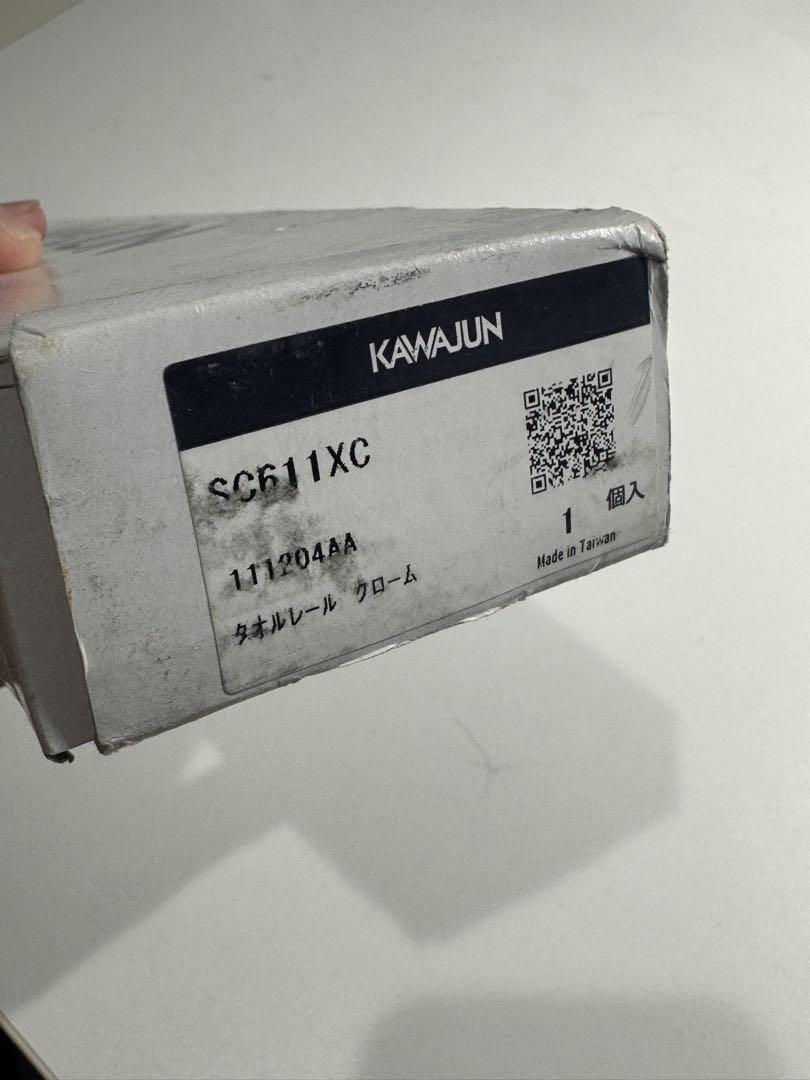 KAWAJUN
SC611XC
111204AA
タオルレール クローム
1 個入
Made in Taiwan